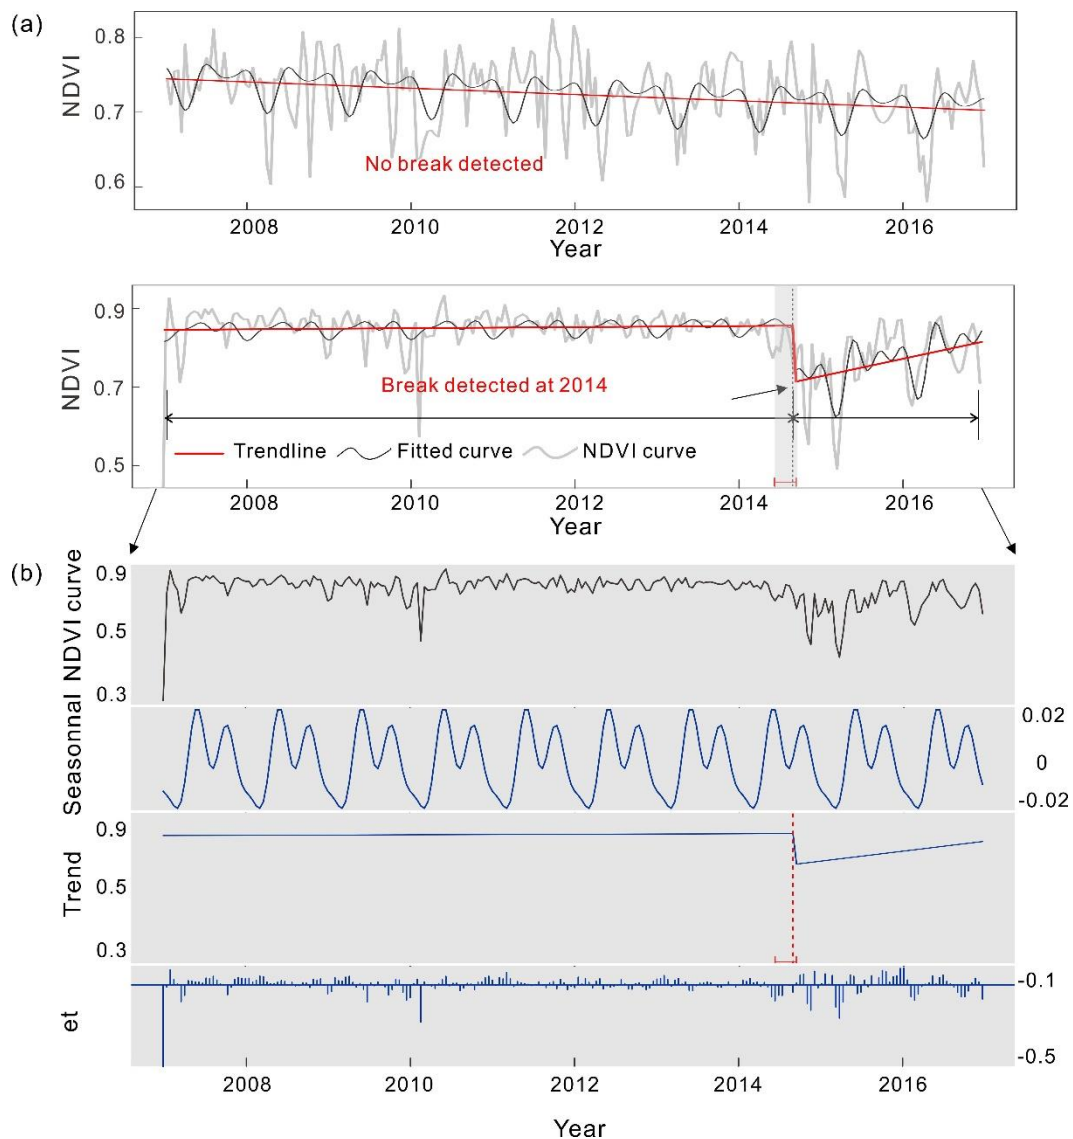 (a)
NDVI
0.8
0.7
0.6
No break detected
2008 2010 2012 2014 2016
Year
NDVI
0.9
0.7
0.5
Break detected at 2014
Trendline Fitted curve NDVI curve
2008 2010 2012 2014 2016
Year
(b)
NDVI curve
0.9
0.5
0.3
Seasonnal
0.02
0
-0.02
Trend
0.9
0.5
0.3
et
-0.1
-0.5
2008 2010 2012 2014 2016
Year